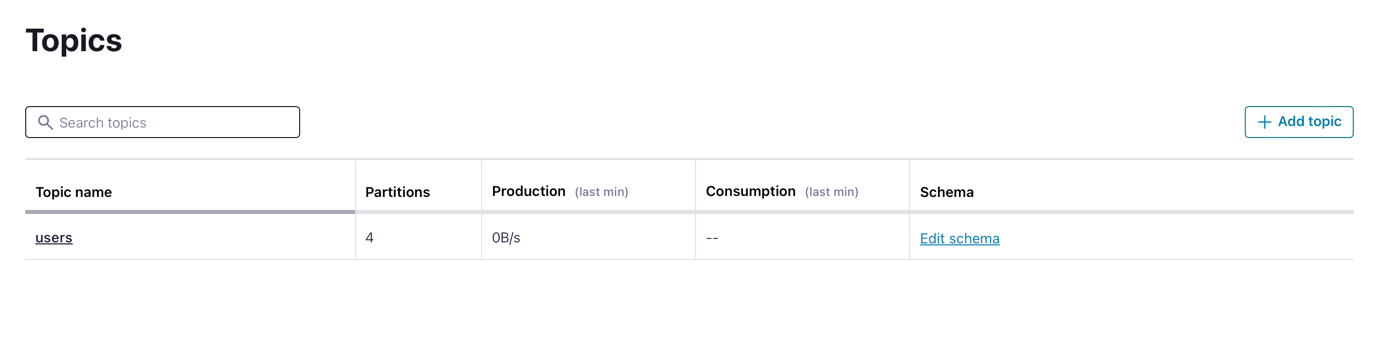 Topics
Search topics
+ Add topic
Topic name Partitions Production (last min) Consumption (last min) Schema
users 4 0B/s -- Edit schema